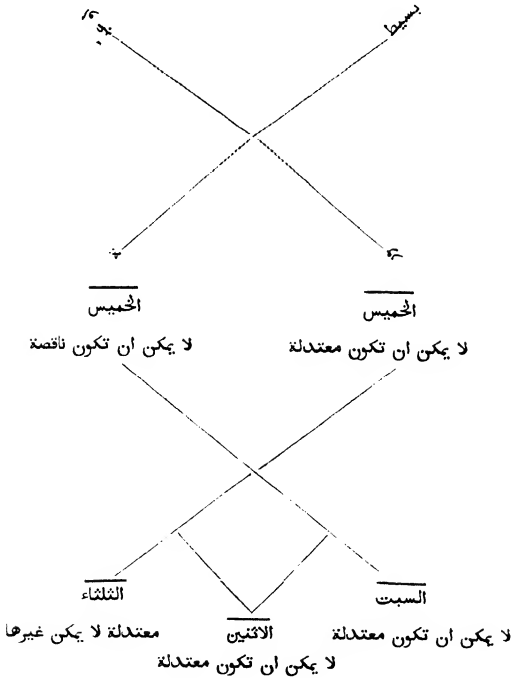 بسيط
الخميس
الخميس
لا يمكن ان تكون معتدلة
لا يمكن ان تكون ناقصة
السبت
الاثنين
الثلثاء
لا يمكن ان تكون معتدلة
لا يمكن ان تكون معتدلة
معتدلة لا يمكن غيرها